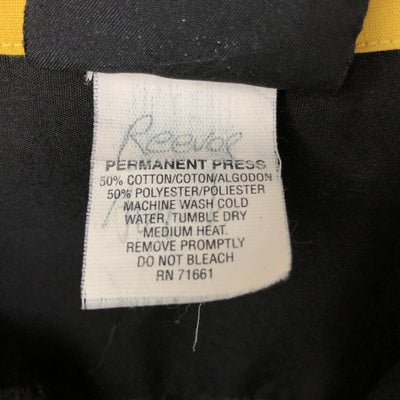 Reeves
PERMANENT PRESS
50% COTTON/COTON/ALGODON
50% POLYESTER/POLIESTER
MACHINE WASH COLD
WATER, TUMBLE DRY
MEDIUM HEAT.
REMOVE PROMPTLY
DO NOT BLEACH
RN 71661